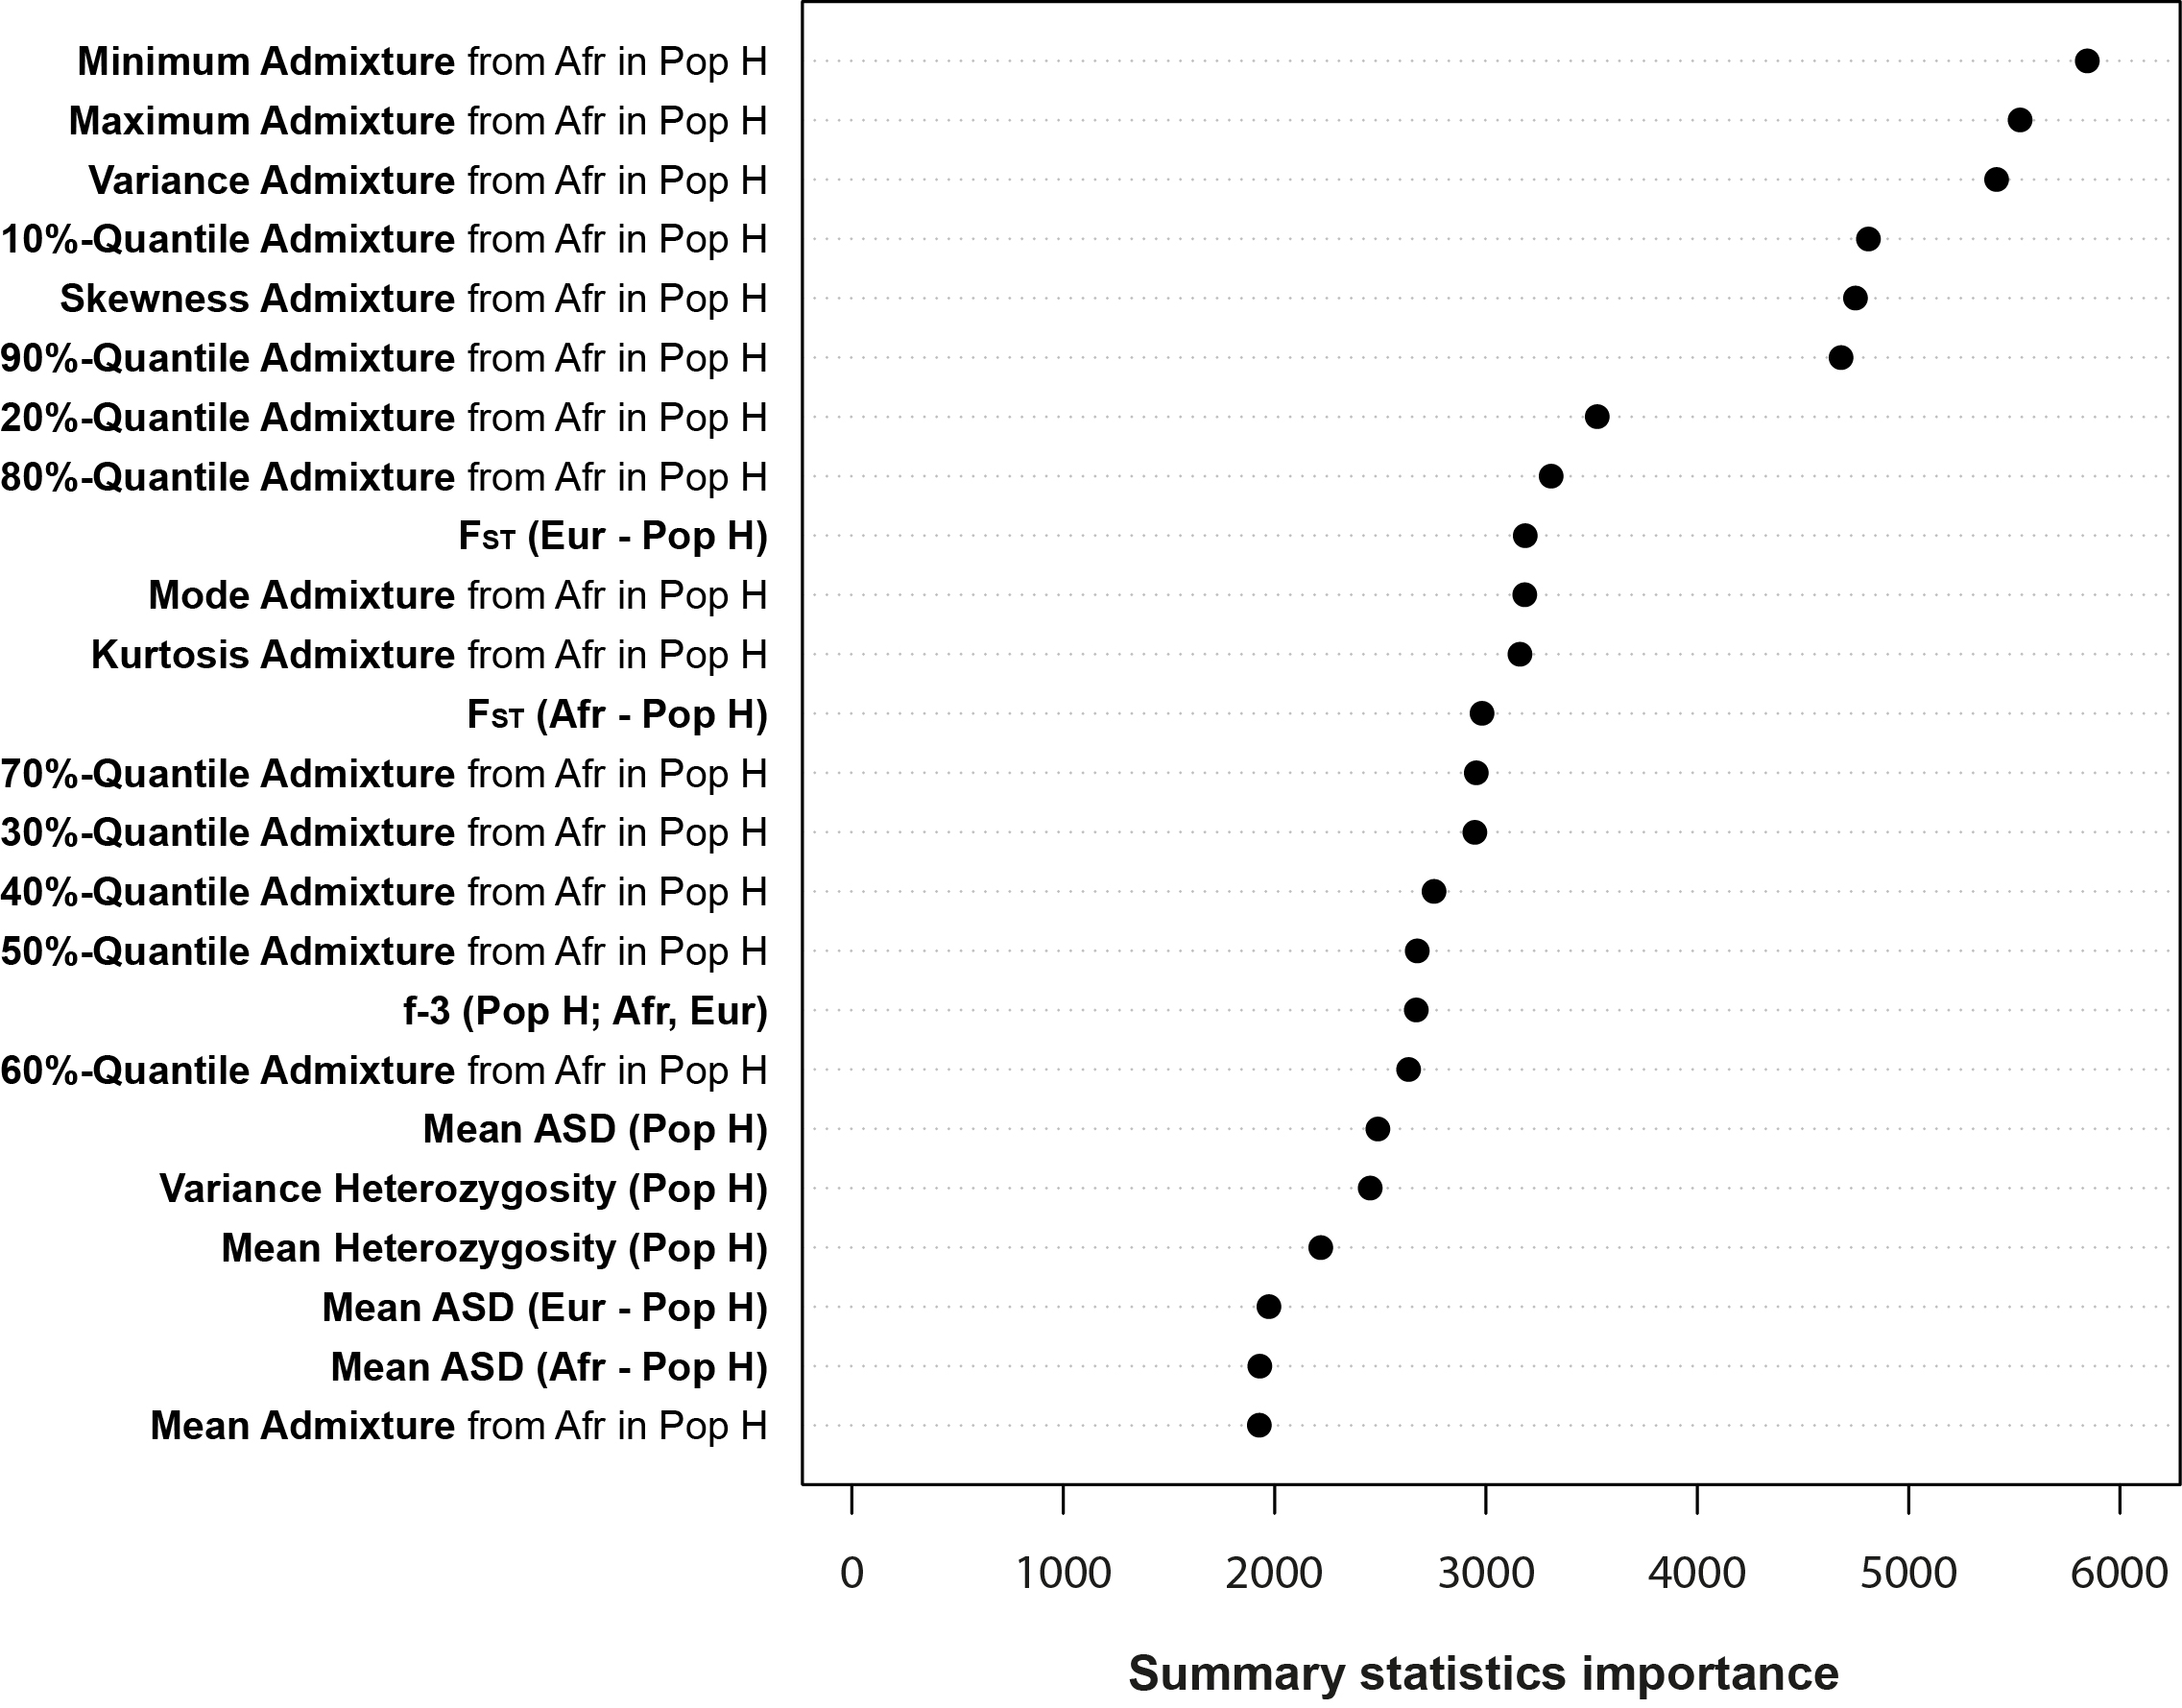 Minimum Admixture from Afr in Pop H
Maximum Admixture from Afr in Pop H
Variance Admixture from Afr in Pop H
10%-Quantile Admixture from Afr in Pop H
Skewness Admixture from Afr in Pop H
90%-Quantile Admixture from Afr in Pop H
20%-Quantile Admixture from Afr in Pop H
80%-Quantile Admixture from Afr in Pop H
FST (Eur - Pop H)
Mode Admixture from Afr in Pop H
Kurtosis Admixture from Afr in Pop H
FST (Afr - Pop H)
70%-Quantile Admixture from Afr in Pop H
30%-Quantile Admixture from Afr in Pop H
40%-Quantile Admixture from Afr in Pop H
50%-Quantile Admixture from Afr in Pop H
f-3 (Pop H; Afr, Eur)
60%-Quantile Admixture from Afr in Pop H
Mean ASD (Pop H)
Variance Heterozygosity (Pop H)
Mean Heterozygosity (Pop H)
Mean ASD (Eur - Pop H)
Mean ASD (Afr - Pop H)
Mean Admixture from Afr in Pop H
0 1000 2000 3000 4000 5000 6000
Summary statistics importance